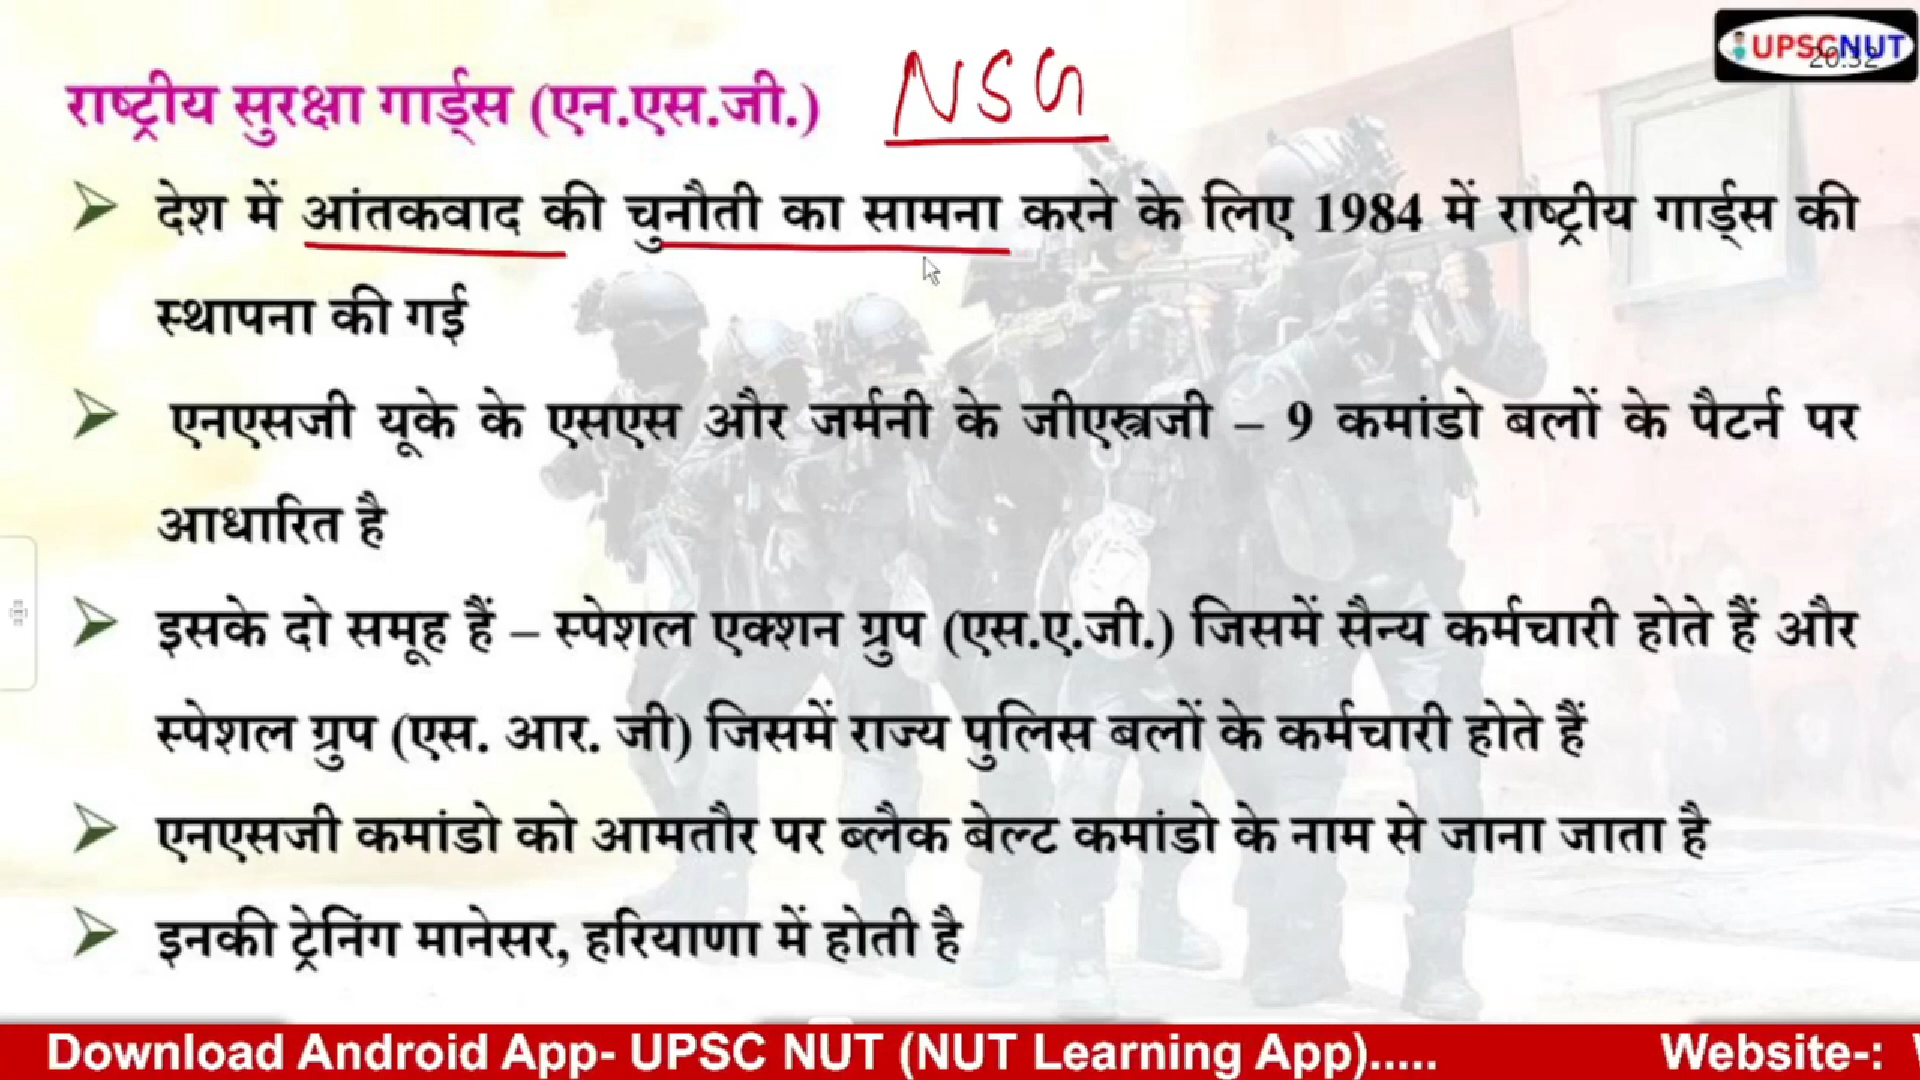 UPSCNUT
20:32
राष्ट्रीय सुरक्षा गार्ड्स (एन.एस.जी.) NSG
देश में आंतकवाद की चुनौती का सामना करने के लिए 1984 में राष्ट्रीय गार्ड्स की
स्थापना की गई
एनएसजी यूके के एसएस और जर्मनी के जीएस्त्रजी – 9 कमांडो बलों के पैटर्न पर
आधारित है
इसके दो समूह हैं – स्पेशल एक्शन ग्रुप (एस.ए.जी.) जिसमें सैन्य कर्मचारी होते हैं और
स्पेशल ग्रुप (एस. आर. जी) जिसमें राज्य पुलिस बलों के कर्मचारी होते हैं
एनएसजी कमांडो को आमतौर पर ब्लैक बेल्ट कमांडो के नाम से जाना जाता है
इनकी ट्रेनिंग मानेसर, हरियाणा में होती है
Download Android App- UPSC NUT (NUT Learning App)..... Website-: